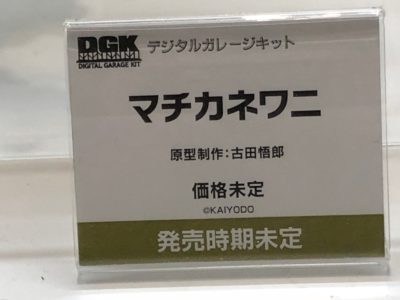 DGK デジタルガレージキット
DIGITAL GARAGE KIT
マチカネワニ
原型制作：古田悟郎
価格未定
©KAIYODO
発売時期未定